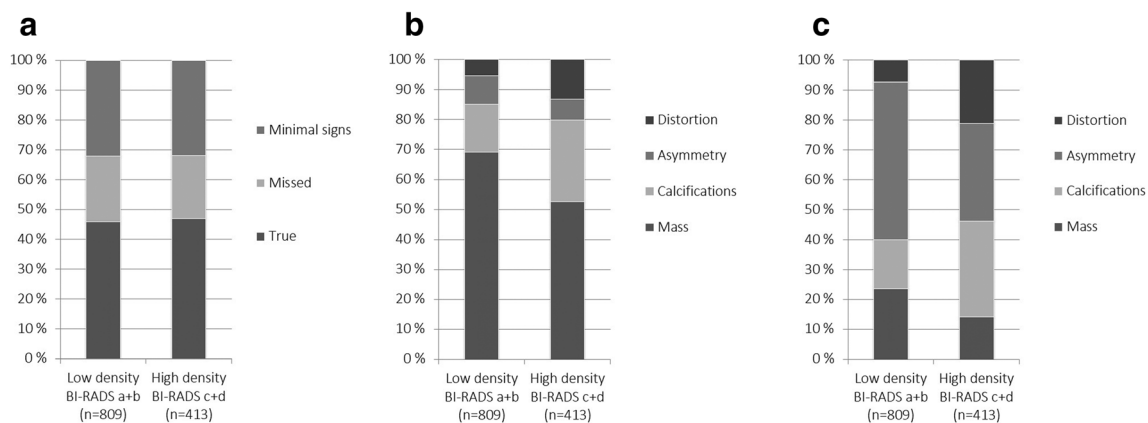 a
100 %
90 %
80 %
70 %
60 %
50 %
40 %
30 %
20 %
10 %
0 %
Minimal signs
Missed
True
Low density
BI-RADS a+b
(n=809)
High density
BI-RADS c+d
(n=413)
b
100 %
90 %
80 %
70 %
60 %
50 %
40 %
30 %
20 %
10 %
0 %
Distortion
Asymmetry
Calcifications
Mass
Low density
BI-RADS a+b
(n=809)
High density
BI-RADS c+d
(n=413)
c
100 %
90 %
80 %
70 %
60 %
50 %
40 %
30 %
20 %
10 %
0 %
Distortion
Asymmetry
Calcifications
Mass
Low density
BI-RADS a+b
(n=809)
High density
BI-RADS c+d
(n=413)